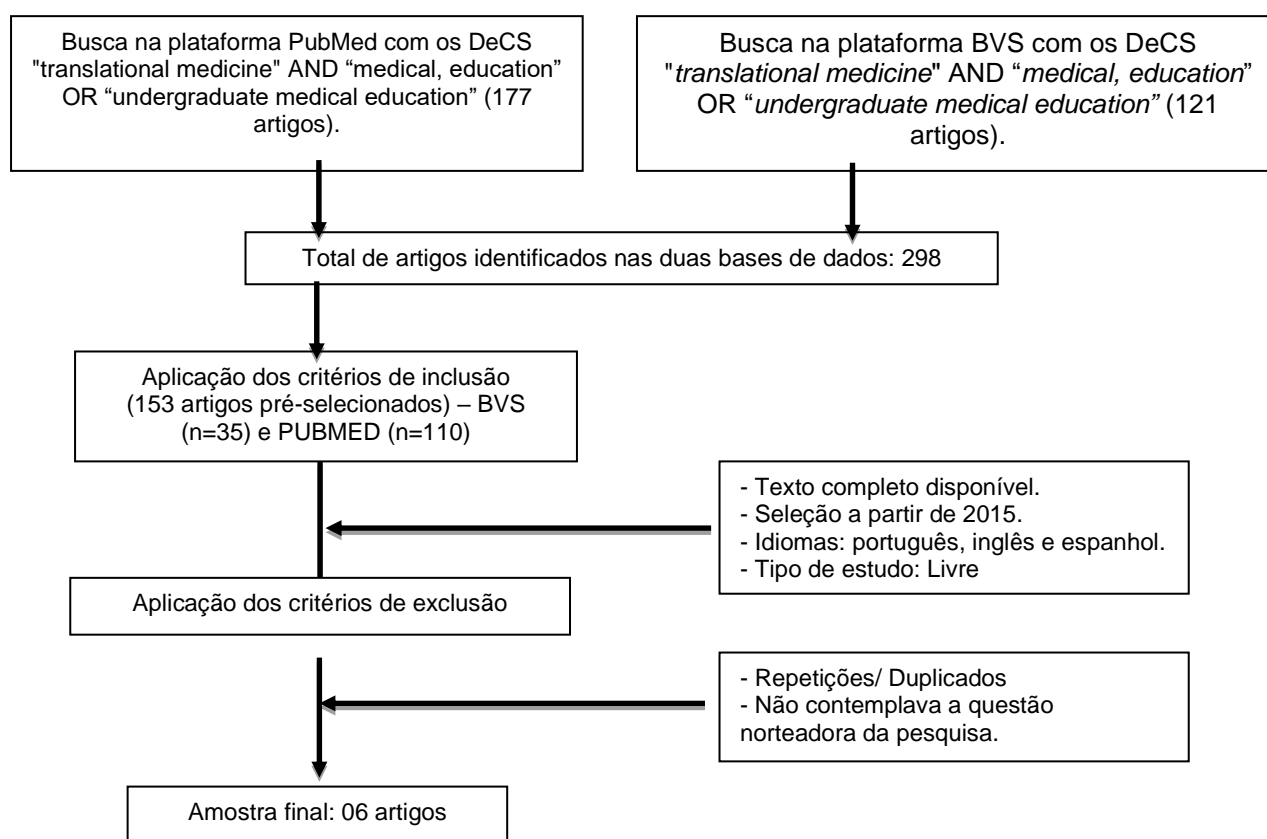 Busca na plataforma PubMed com os DeCS
"translational medicine" AND “medical, education”
OR “undergraduate medical education” (177
artigos).
Busca na plataforma BVS com os DeCS
"translational medicine" AND “medical, education”
OR “undergraduate medical education” (121
artigos).
Total de artigos identificados nas duas bases de dados: 298
Aplicação dos critérios de inclusão
(153 artigos pré-selecionados) – BVS
(n=35) e PUBMED (n=110)
- Texto completo disponível.
- Seleção a partir de 2015.
- Idiomas: português, inglês e espanhol.
- Tipo de estudo: Livre
Aplicação dos critérios de exclusão
- Repetições/ Duplicados
- Não contemplava a questão
norteadora da pesquisa.
Amostra final: 06 artigos